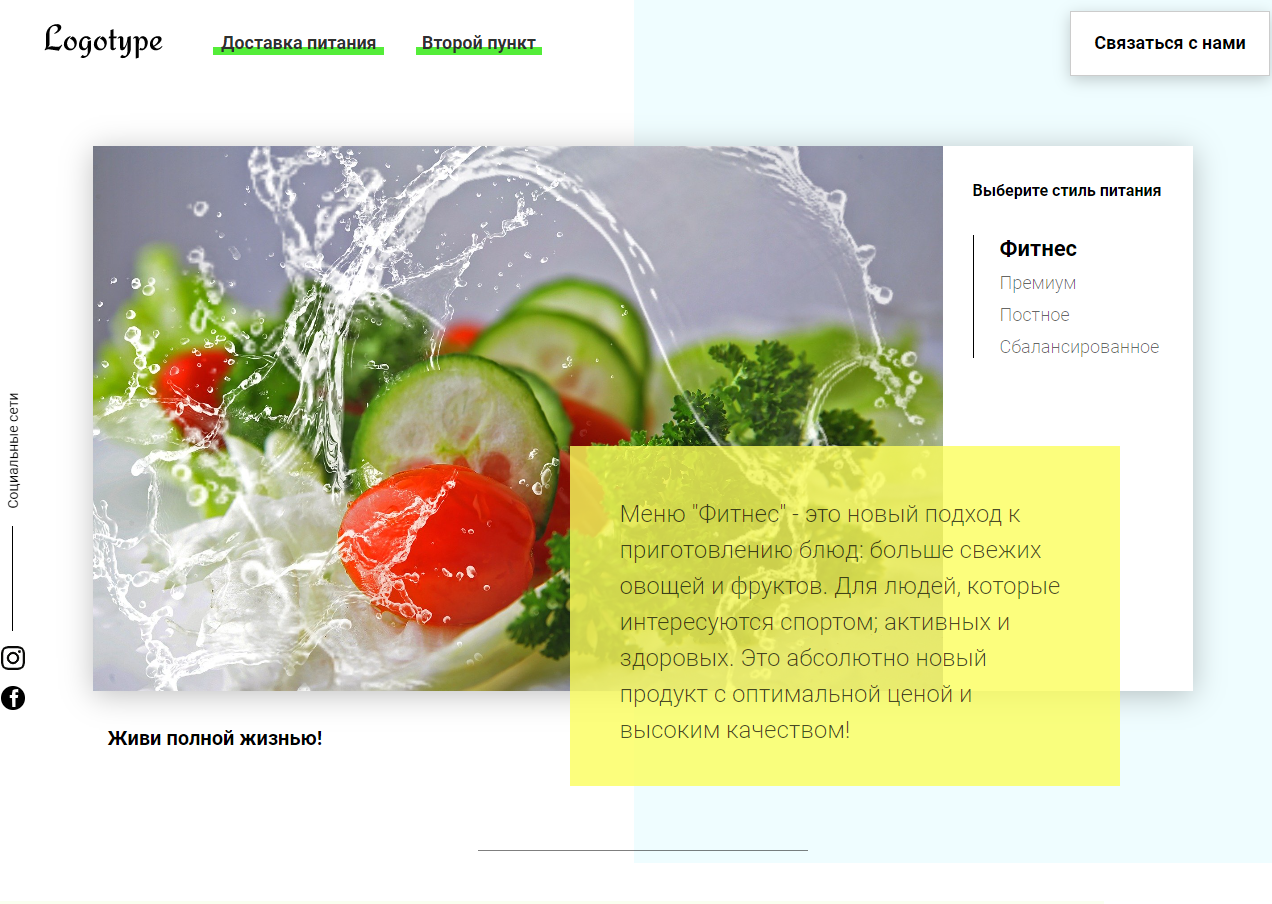 Logotype
Доставка питания
Второй пункт
Связаться с нами
Выберите стиль питания
Фитнес
Премиум
Постное
Сбалансированное
Социальные сети
Меню "Фитнес" - это новый подход к
приготовлению блюд: больше свежих
овощей и фруктов. Для людей, которые
интересуются спортом; активных и
здоровых. Это абсолютно новый
продукт с оптимальной ценой и
высоким качеством!
Живи полной жизнью!